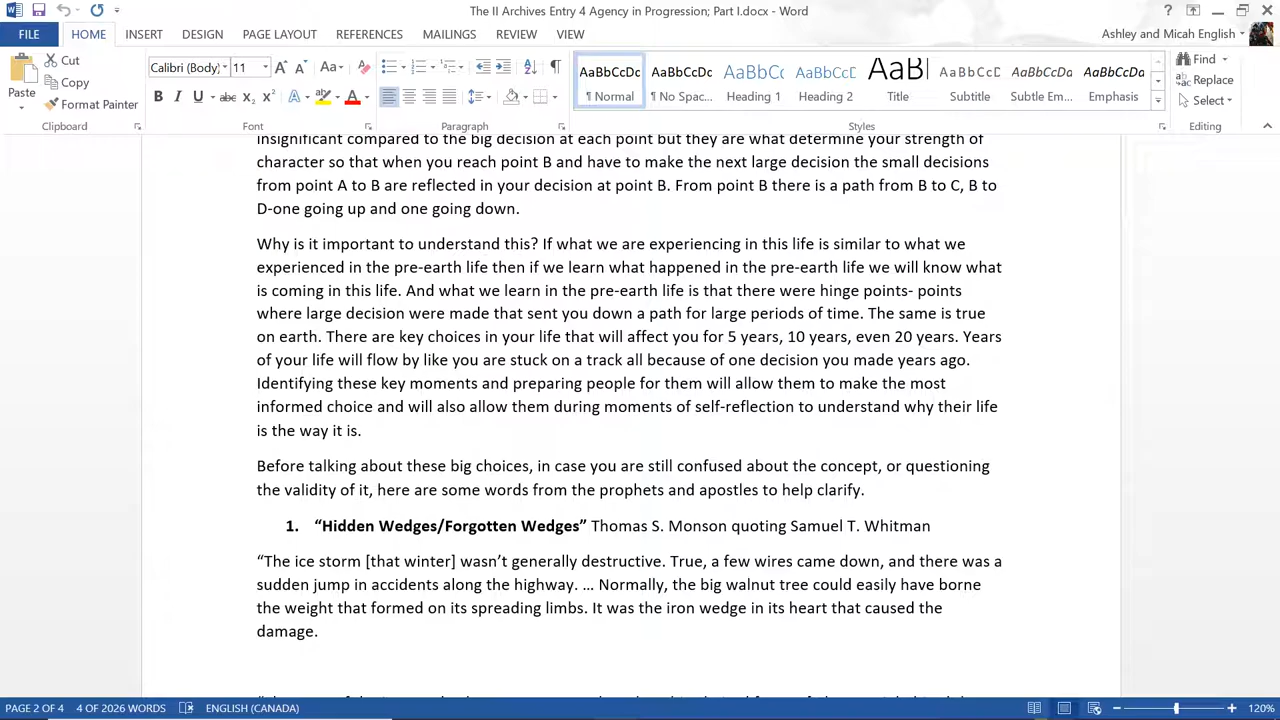 The II Archives Entry 4 Agency in Progression; Part I.docx - Word
FILE HOME INSERT DESIGN PAGE LAYOUT REFERENCES MAILINGS REVIEW VIEW Ashley and Micah English
Paste
Cut
Copy
Format Painter
Clipboard
Calibri (Body) 11
Font
Paragraph
AaBbCcDc ¶ Normal
AaBbCcDc ¶ No Spac...
AaBbCc Heading 1
AaBbCcC Heading 2
AaB Title
AaBbCcC Subtitle
AaBbCcDc Subtle Em...
AaBbCcDc Emphasis
Styles
Find
Replace
Select
Editing
insignificant compared to the big decision at each point but they are what determine your strength of
character so that when you reach point B and have to make the next large decision the small decisions
from point A to B are reflected in your decision at point B. From point B there is a path from B to C, B to
D-one going up and one going down.
Why is it important to understand this? If what we are experiencing in this life is similar to what we
experienced in the pre-earth life then if we learn what happened in the pre-earth life we will know what
is coming in this life. And what we learn in the pre-earth life is that there were hinge points- points
where large decision were made that sent you down a path for large periods of time. The same is true
on earth. There are key choices in your life that will affect you for 5 years, 10 years, even 20 years. Years
of your life will flow by like you are stuck on a track all because of one decision you made years ago.
Identifying these key moments and preparing people for them will allow them to make the most
informed choice and will also allow them during moments of self-reflection to understand why their life
is the way it is.
Before talking about these big choices, in case you are still confused about the concept, or questioning
the validity of it, here are some words from the prophets and apostles to help clarify.
1. “Hidden Wedges/Forgotten Wedges” Thomas S. Monson quoting Samuel T. Whitman
“The ice storm [that winter] wasn’t generally destructive. True, a few wires came down, and there was a
sudden jump in accidents along the highway. … Normally, the big walnut tree could easily have borne
the weight that formed on its spreading limbs. It was the iron wedge in its heart that caused the
damage.
PAGE 2 OF 4 4 OF 2026 WORDS ENGLISH (CANADA) 120%